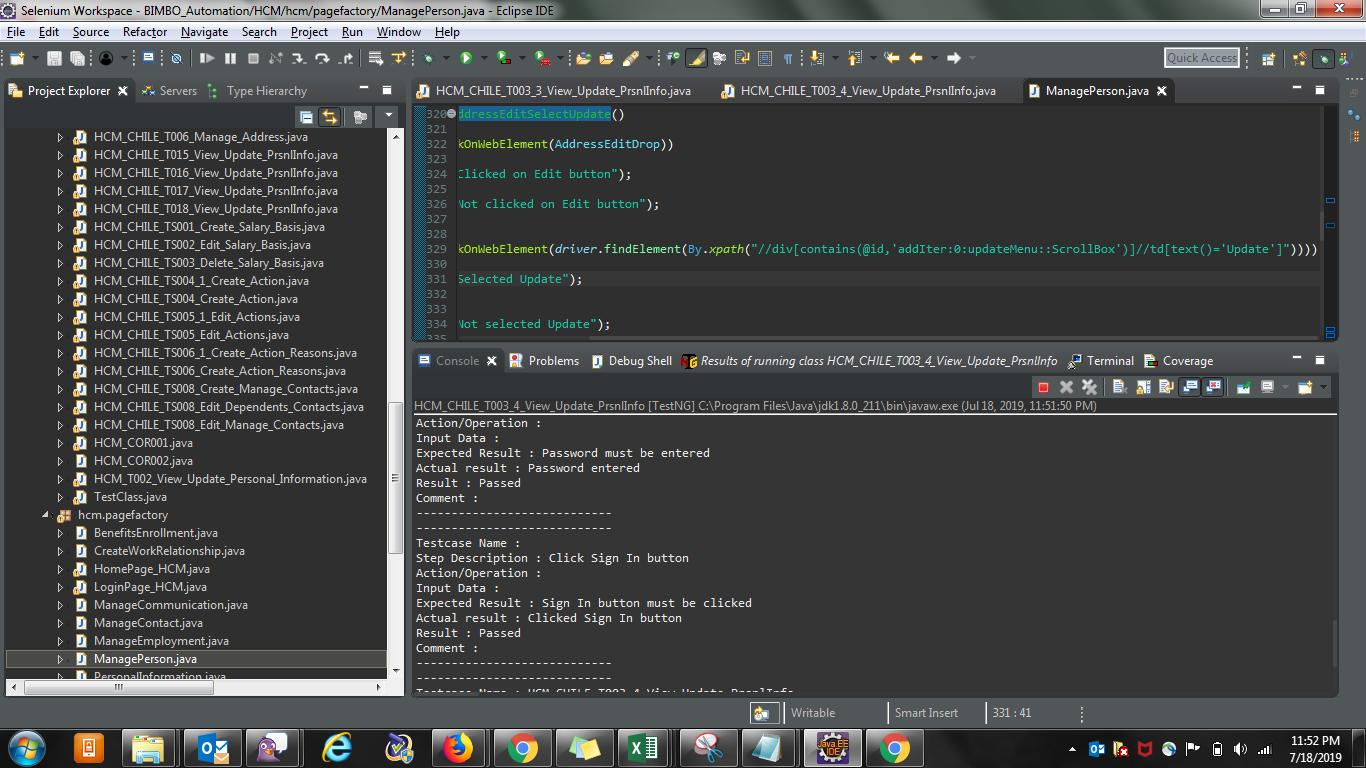 Selenium Workspace - BIMBO_Automation/HCM/hcm/pagefactory/ManagePerson.java - Eclipse IDE
File Edit Source Refactor Navigate Search Project Run Window Help
Quick Access
Project Explorer Servers Type Hierarchy
HCM_CHILE_T006_Manage_Address.java
HCM_CHILE_T015_View_Update_PrsnlInfo.java
HCM_CHILE_T016_View_Update_PrsnlInfo.java
HCM_CHILE_T017_View_Update_PrsnlInfo.java
HCM_CHILE_T018_View_Update_PrsnlInfo.java
HCM_CHILE_TS001_Create_Salary_Basis.java
HCM_CHILE_TS002_Edit_Salary_Basis.java
HCM_CHILE_TS003_Delete_Salary_Basis.java
HCM_CHILE_TS004_1_Create_Action.java
HCM_CHILE_TS004_Create_Action.java
HCM_CHILE_TS005_1_Edit_Actions.java
HCM_CHILE_TS005_Edit_Actions.java
HCM_CHILE_TS006_1_Create_Action_Reasons.java
HCM_CHILE_TS006_Create_Action_Reasons.java
HCM_CHILE_TS008_Create_Manage_Contacts.java
HCM_CHILE_TS008_Edit_Dependents_Contacts.java
HCM_CHILE_TS008_Edit_Manage_Contacts.java
HCM_COR001.java
HCM_COR002.java
HCM_T002_View_Update_Personal_Information.java
TestClass.java
hcm.pagefactory
BenefitsEnrollment.java
CreateWorkRelationship.java
HomePage_HCM.java
LoginPage_HCM.java
ManageCommunication.java
ManageContact.java
ManageEmployment.java
ManagePerson.java
PersonalInformation.java
HCM_CHILE_T003_3_View_Update_PrsnlInfo.java HCM_CHILE_T003_4_View_Update_PrsnlInfo.java ManagePerson.java
320 ddressEditSelectUpdate()
321
322 kOnWebElement(AddressEditDrop))
323
324 Clicked on Edit button");
325
326 Not clicked on Edit button");
327
328
329 kOnWebElement(driver.findElement(By.xpath("//div[contains(@id,'addIter:0:updateMenu::ScrollBox')]//td[text()='Update']"))))
330
331 Selected Update");
332
333
334 Not selected Update");
335
Console Problems Debug Shell Results of running class HCM_CHILE_T003_4_View_Update_PrsnlInfo Terminal Coverage
HCM_CHILE_T003_4_View_Update_PrsnlInfo [TestNG] C:\Program Files\Java\jdk1.8.0_211\bin\javaw.exe (Jul 18, 2019, 11:51:50 PM)
Action/Operation :
Input Data :
Expected Result : Password must be entered
Actual result : Password entered
Result : Passed
Comment :
----------------------------
----------------------------
Testcase Name :
Step Description : Click Sign In button
Action/Operation :
Input Data :
Expected Result : Sign In button must be clicked
Actual result : Clicked Sign In button
Result : Passed
Comment :
----------------------------
----------------------------
Testcase Name : HCM_CHILE_T003_4_View_Update_PrsnlInfo
Writable Smart Insert 331 : 41
Java EE
IDE
11:52 PM
7/18/2019